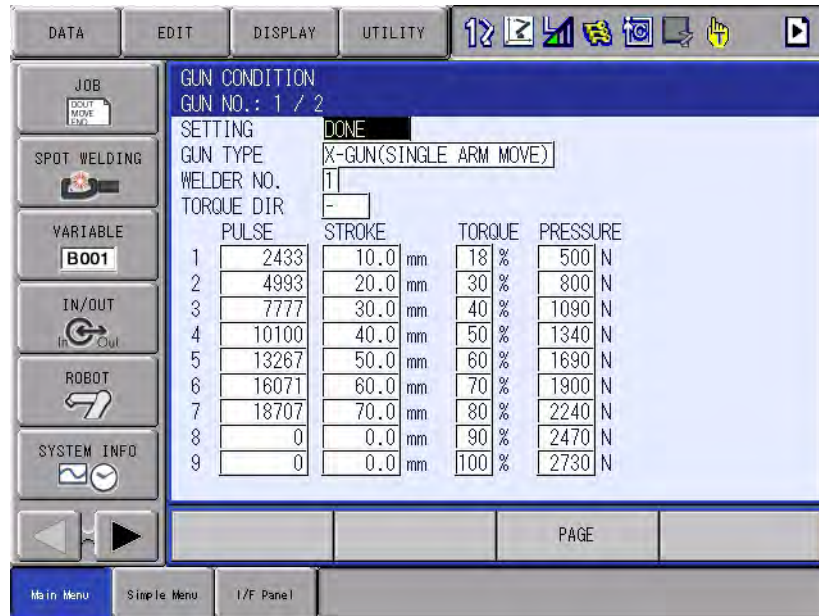 DATA EDIT DISPLAY UTILITY
JOB
DOUT
MOVE
END
SPOT WELDING
VARIABLE
B001
IN/OUT
In Out
ROBOT
SYSTEM INFO
GUN CONDITION
GUN NO.: 1 / 2
SETTING DONE
GUN TYPE X-GUN(SINGLE ARM MOVE)
WELDER NO. 1
TORQUE DIR -
PULSE STROKE TORQUE PRESSURE
1 2433 10.0 mm 18 % 500 N
2 4993 20.0 mm 30 % 800 N
3 7777 30.0 mm 40 % 1090 N
4 10100 40.0 mm 50 % 1340 N
5 13267 50.0 mm 60 % 1690 N
6 16071 60.0 mm 70 % 1900 N
7 18707 70.0 mm 80 % 2240 N
8 0 0.0 mm 90 % 2470 N
9 0 0.0 mm 100 % 2730 N
PAGE
Main Menu Simple Menu I/F Panel